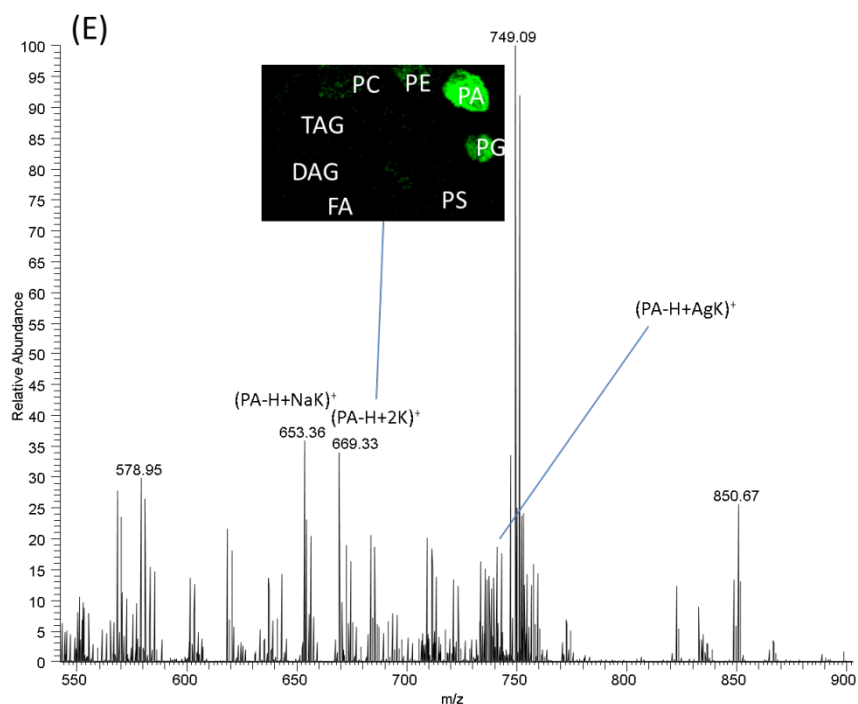 (E)
749.09
100
95
90
85
80
75
70
65
60
55
50
45
40
35
30
25
20
15
10
5
0
Relative Abundance
PC PE PA
TAG
PG
DAG
FA PS
(PA-H+AgK)⁺
(PA-H+NaK)⁺
(PA-H+2K)⁺
653.36
669.33
578.95
850.67
550 600 650 700 750 800 850 900
m/z